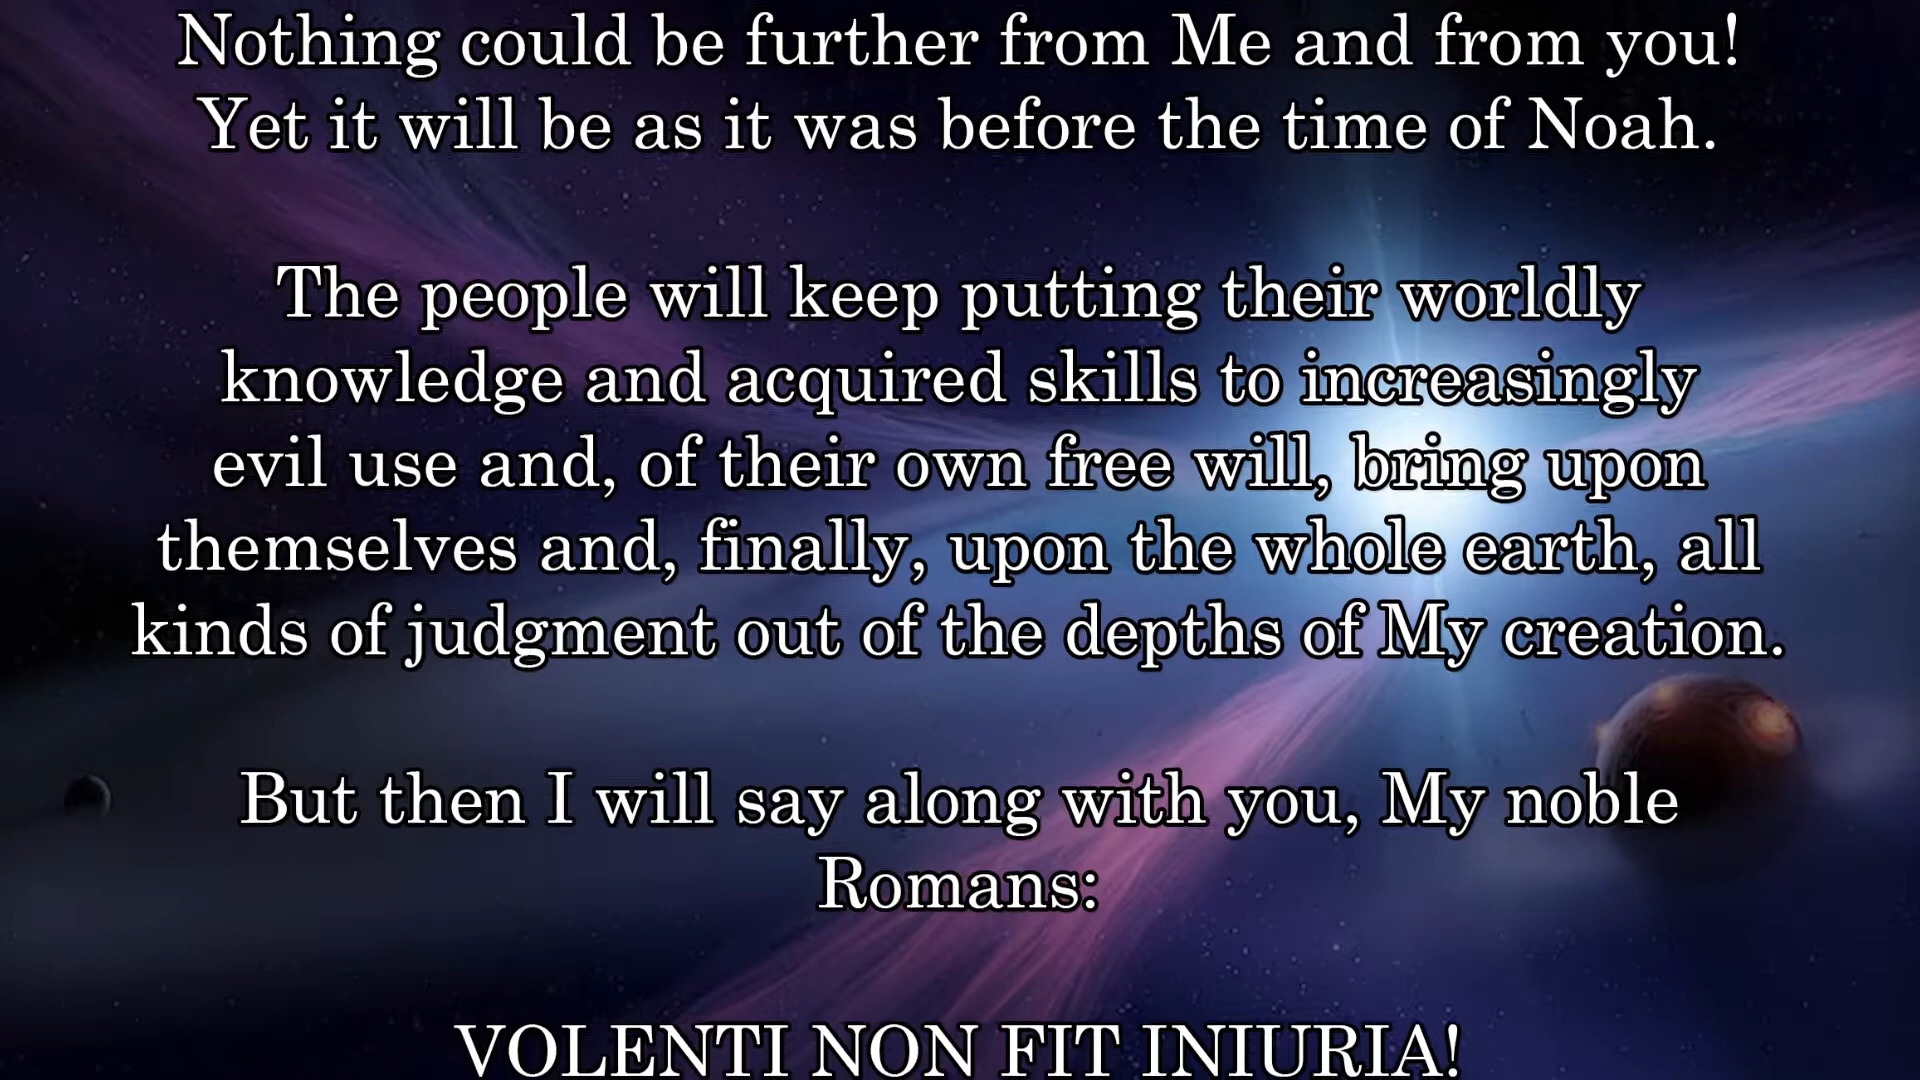 Nothing could be further from Me and from you!
Yet it will be as it was before the time of Noah.
The people will keep putting their worldly
knowledge and acquired skills to increasingly
evil use and, of their own free will, bring upon
themselves and, finally, upon the whole earth, all
kinds of judgment out of the depths of My creation.
But then I will say along with you, My noble
Romans:
VOLENTI NON FIT INIURIA!